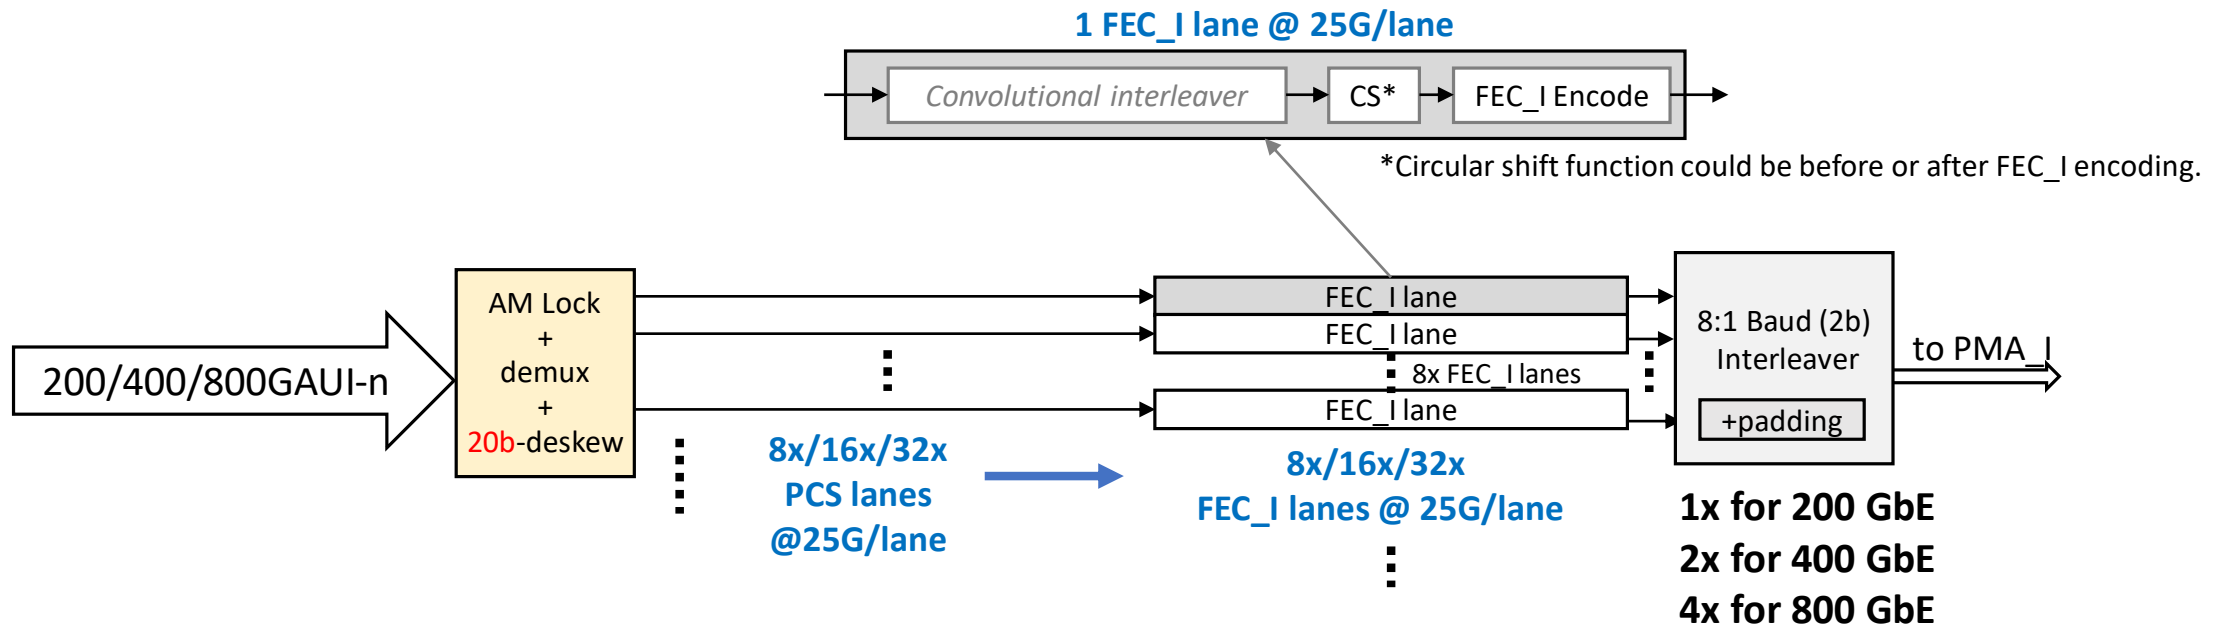 1 FEC_I lane @ 25G/lane
Convolutional interleaver
CS*
FEC_I Encode
*Circular shift function could be before or after FEC_I encoding.
200/400/800GAUI-n
AM Lock
+
demux
+
20b-deskew
8x/16x/32x
PCS lanes
@25G/lane
FEC_I lane
FEC_I lane
8x FEC_I lanes
FEC_I lane
8x/16x/32x
FEC_I lanes @ 25G/lane
8:1 Baud (2b)
Interleaver
+padding
to PMA_I
1x for 200 GbE
2x for 400 GbE
4x for 800 GbE